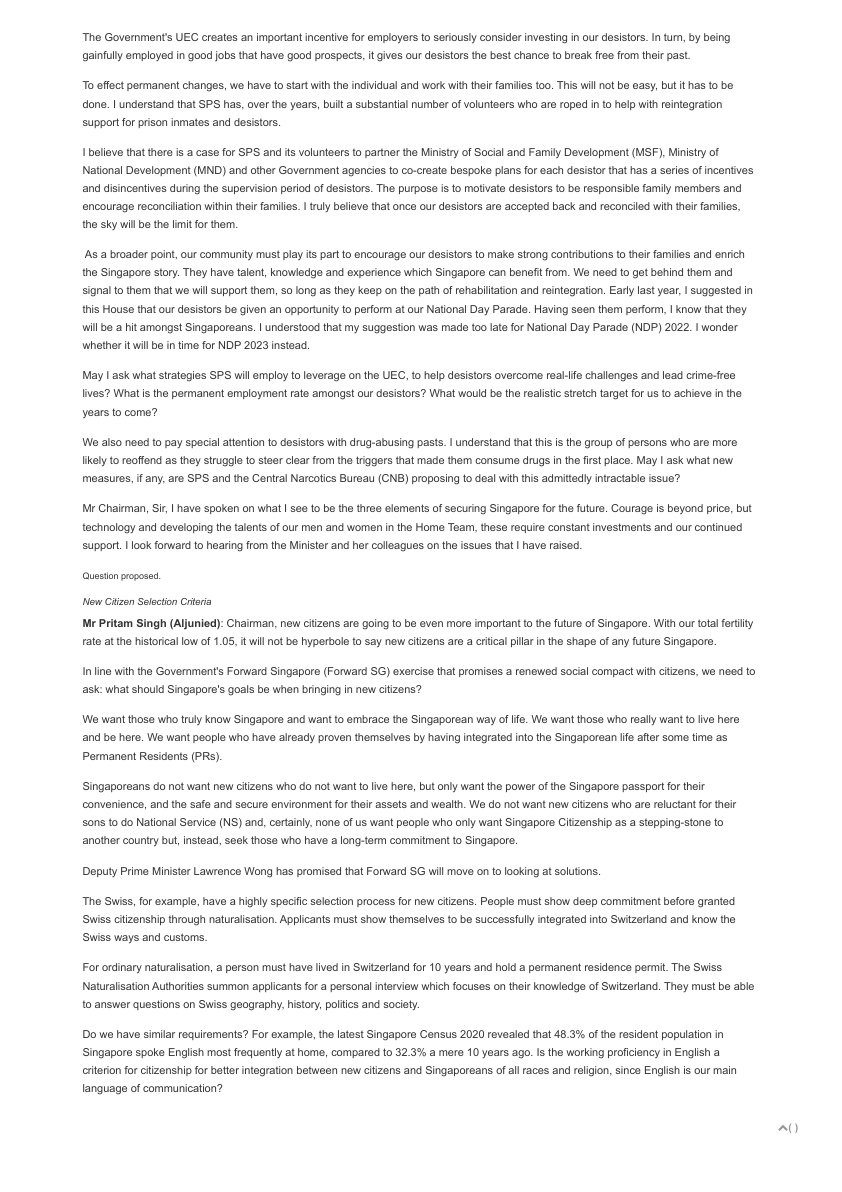 The Government's UEC creates an important incentive for employers to seriously consider investing in our desistors. In turn, by being
gainfully employed in good jobs that have good prospects, it gives our desistors the best chance to break free from their past.
To effect permanent changes, we have to start with the individual and work with their families too. This will not be easy, but it has to be
done. I understand that SPS has, over the years, built a substantial number of volunteers who are roped in to help with reintegration
support for prison inmates and desistors.
I believe that there is a case for SPS and its volunteers to partner the Ministry of Social and Family Development (MSF), Ministry of
National Development (MND) and other Government agencies to co-create bespoke plans for each desistor that has a series of incentives
and disincentives during the supervision period of desistors. The purpose is to motivate desistors to be responsible family members and
encourage reconciliation within their families. I truly believe that once our desistors are accepted back and reconciled with their families,
the sky will be the limit for them.
As a broader point, our community must play its part to encourage our desistors to make strong contributions to their families and enrich
the Singapore story. They have talent, knowledge and experience which Singapore can benefit from. We need to get behind them and
signal to them that we will support them, so long as they keep on the path of rehabilitation and reintegration. Early last year, I suggested in
this House that our desistors be given an opportunity to perform at our National Day Parade. Having seen them perform, I know that they
will be a hit amongst Singaporeans. I understood that my suggestion was made too late for National Day Parade (NDP) 2022. I wonder
whether it will be in time for NDP 2023 instead.
May I ask what strategies SPS will employ to leverage on the UEC, to help desistors overcome real-life challenges and lead crime-free
lives? What is the permanent employment rate amongst our desistors? What would be the realistic stretch target for us to achieve in the
years to come?
We also need to pay special attention to desistors with drug-abusing pasts. I understand that this is the group of persons who are more
likely to reoffend as they struggle to steer clear from the triggers that made them consume drugs in the first place. May I ask what new
measures, if any, are SPS and the Central Narcotics Bureau (CNB) proposing to deal with this admittedly intractable issue?
Mr Chairman, Sir, I have spoken on what I see to be the three elements of securing Singapore for the future. Courage is beyond price, but
technology and developing the talents of our men and women in the Home Team, these require constant investments and our continued
support. I look forward to hearing from the Minister and her colleagues on the issues that I have raised.
Question proposed.
New Citizen Selection Criteria
Mr Pritam Singh (Aljunied): Chairman, new citizens are going to be even more important to the future of Singapore. With our total fertility
rate at the historical low of 1.05, it will not be hyperbole to say new citizens are a critical pillar in the shape of any future Singapore.
In line with the Government's Forward Singapore (Forward SG) exercise that promises a renewed social compact with citizens, we need to
ask: what should Singapore's goals be when bringing in new citizens?
We want those who truly know Singapore and want to embrace the Singaporean way of life. We want those who really want to live here
and be here. We want people who have already proven themselves by having integrated into the Singaporean life after some time as
Permanent Residents (PRs).
Singaporeans do not want new citizens who do not want to live here, but only want the power of the Singapore passport for their
convenience, and the safe and secure environment for their assets and wealth. We do not want new citizens who are reluctant for their
sons to do National Service (NS) and, certainly, none of us want people who only want Singapore Citizenship as a stepping-stone to
another country but, instead, seek those who have a long-term commitment to Singapore.
Deputy Prime Minister Lawrence Wong has promised that Forward SG will move on to looking at solutions.
The Swiss, for example, have a highly specific selection process for new citizens. People must show deep commitment before granted
Swiss citizenship through naturalisation. Applicants must show themselves to be successfully integrated into Switzerland and know the
Swiss ways and customs.
For ordinary naturalisation, a person must have lived in Switzerland for 10 years and hold a permanent residence permit. The Swiss
Naturalisation Authorities summon applicants for a personal interview which focuses on their knowledge of Switzerland. They must be able
to answer questions on Swiss geography, history, politics and society.
Do we have similar requirements? For example, the latest Singapore Census 2020 revealed that 48.3% of the resident population in
Singapore spoke English most frequently at home, compared to 32.3% a mere 10 years ago. Is the working proficiency in English a
criterion for citizenship for better integration between new citizens and Singaporeans of all races and religion, since English is our main
language of communication?
( )